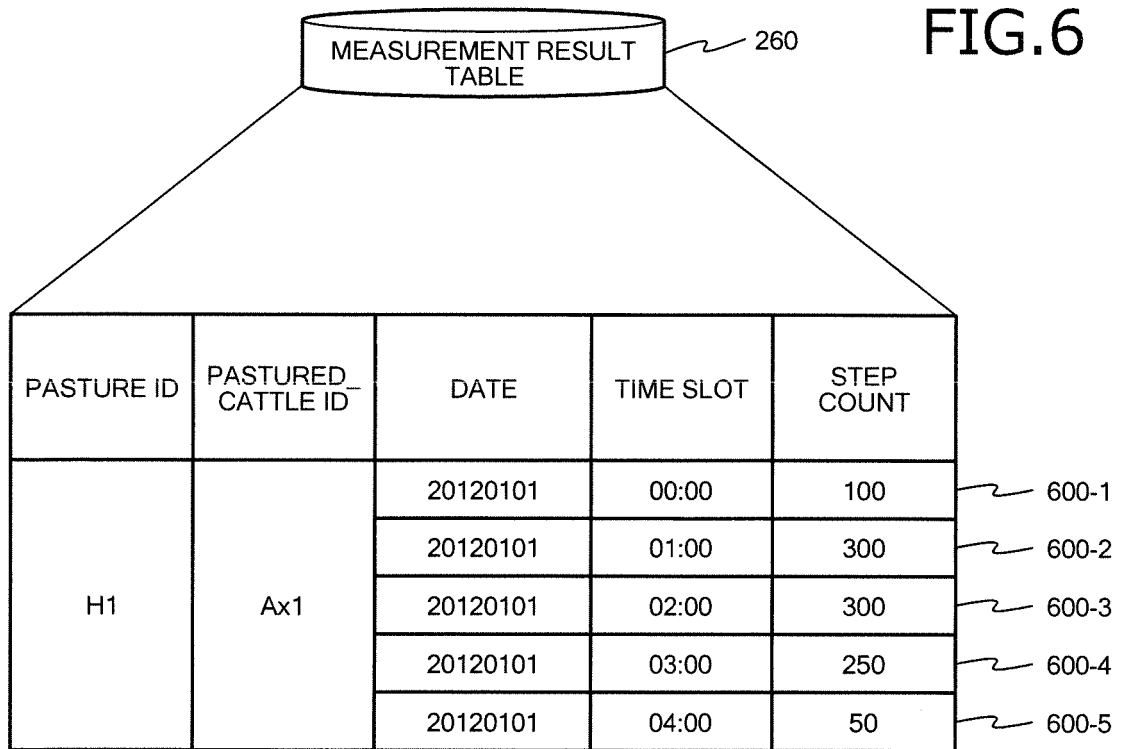 FIG.6
MEASUREMENT RESULT
TABLE
260
PASTURE ID
PASTURED_
CATTLE ID
DATE
TIME SLOT
STEP
COUNT
H1
Ax1
20120101 00:00 100 600-1
20120101 01:00 300 600-2
20120101 02:00 300 600-3
20120101 03:00 250 600-4
20120101 04:00 50 600-5